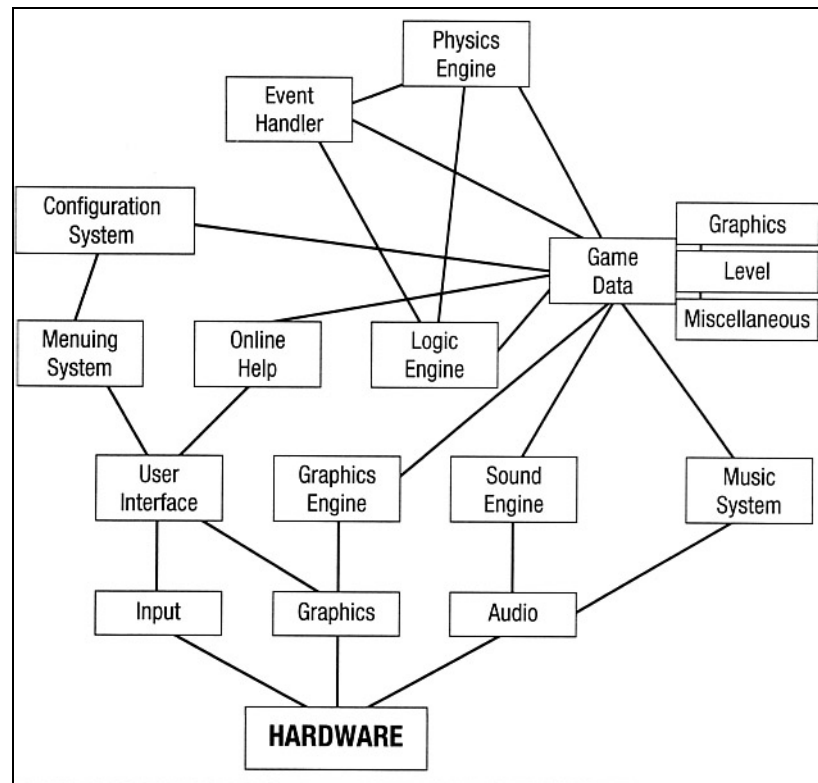 Physics
Engine
Event
Handler
Configuration
System
Graphics
Game
Data
Level
Miscellaneous
Menuing
System
Online
Help
Logic
Engine
User
Interface
Graphics
Engine
Sound
Engine
Music
System
Input
Graphics
Audio
HARDWARE